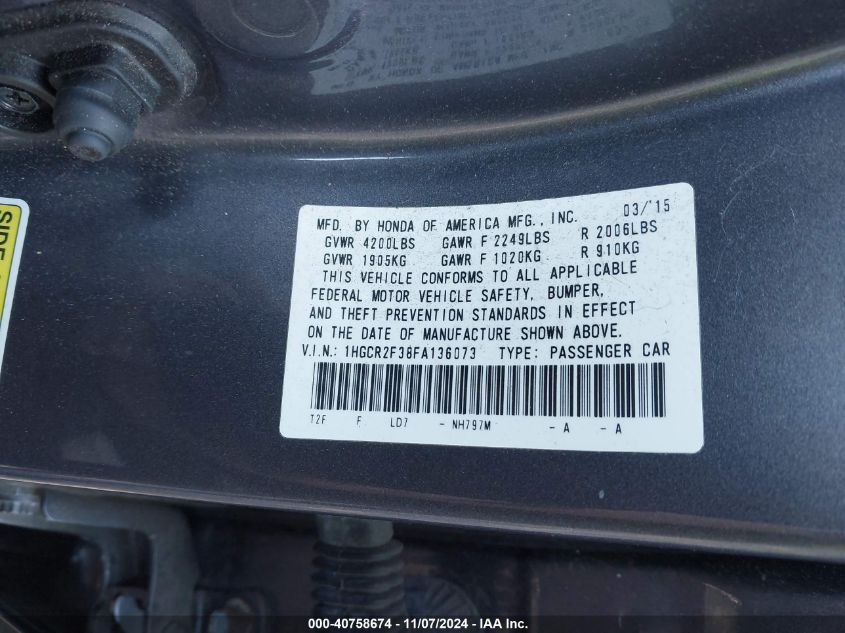 MFD. BY HONDA OF AMERICA MFG., INC. 03/'15
GVWR 4200LBS GAWR F 2249LBS R 2006LBS
GVWR 1905KG GAWR F 1020KG R 910KG
THIS VEHICLE CONFORMS TO ALL APPLICABLE
FEDERAL MOTOR VEHICLE SAFETY, BUMPER,
AND THEFT PREVENTION STANDARDS IN EFFECT
ON THE DATE OF MANUFACTURE SHOWN ABOVE.
V.I.N.: 1HGCR2F38FA136073 TYPE: PASSENGER CAR
T2F F LD7 - NH797M - A - A
SIDE
000-40758674 - 11/07/2024 - IAA Inc.